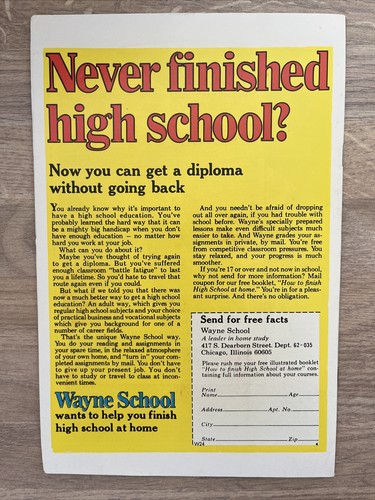 Never finished
high school?
Now you can get a diploma
without going back
You already know why it's important to
have a high school education. You've
probably learned the hard way that it can
be a mighty big handicap when you don't
have enough education — no matter how
hard you work at your job.
What can you do about it?
Maybe you've thought of trying again
to get a diploma. But you've suffered
enough classroom "battle fatigue" to last
you a lifetime. So you'd hate to travel that
route again even if you could.
But what if we told you that there was
now a much better way to get a high school
education? An adult way, which gives you
regular high school subjects and your choice
of practical business and vocational subjects
which give you background for one of a
number of career fields.
That's the unique Wayne School way.
You do your reading and assignments in
your spare time, in the relaxed atmosphere
of your own home, and "turn in" your com-
pleted assignments by mail. You don't have
to give up your present job. You don't
have to study or travel to class at incon-
venient times.
Wayne School
wants to help you finish
high school at home
And you needn't be afraid of dropping
out all over again, if you had trouble with
school before. Wayne's specially prepared
lessons make even difficult subjects much
easier to take. And Wayne grades your as-
signments in private, by mail. You're free
from competitive classroom pressures. You
stay relaxed, and your progress is much
smoother.
If you're 17 or over and not now in school,
why not send for more information? Mail
coupon for our free booklet, "How to finish
High School at home." You're in for a pleas-
ant surprise. And there's no obligation.
Send for free facts
Wayne School
A leader in home study
417 S. Dearborn Street. Dept. 62-035
Chicago, Illinois 60605
Please rush me your free illustrated booklet
"How to finish High School at home" con-
taining full information about your courses.
Print
Name Age
Address Apt. No.
City
State Zip
W24 4